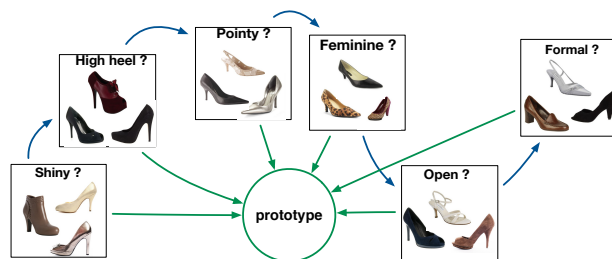 Pointy ?
Feminine ?
Formal ?
High heel ?
Shiny ?
Open ?
prototype